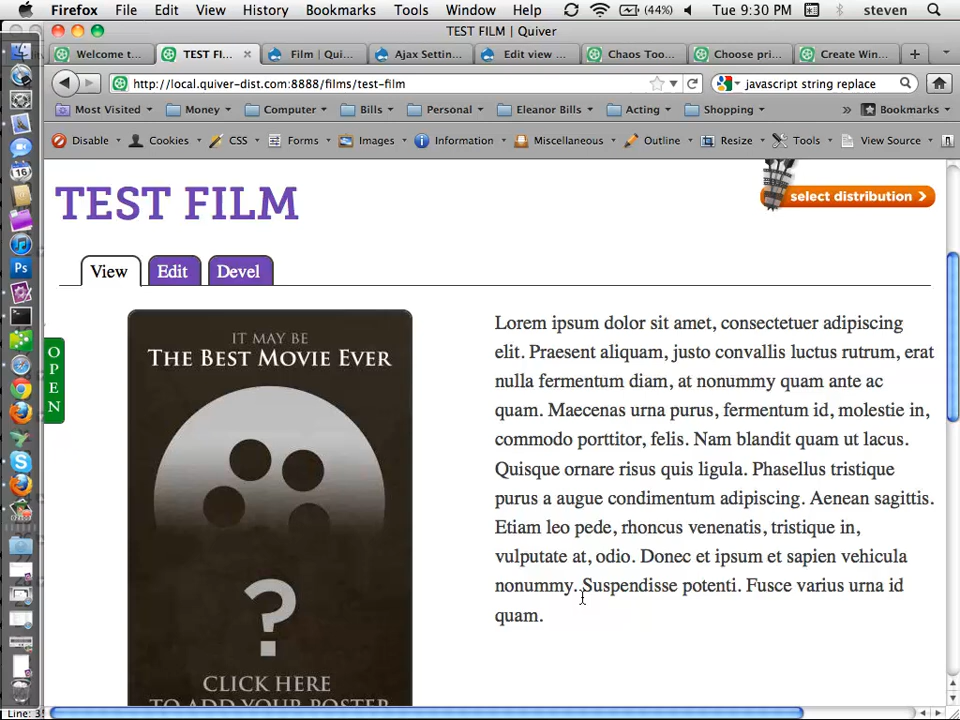 Firefox File Edit View History Bookmarks Tools Window Help (44%) Tue 9:30 PM steven
TEST FILM | Quiver
Welcome t... TEST FI... Film | Qui... Ajax Settin... Edit view ... Chaos Too... Choose pri... Create Win...
http://local.quiver-dist.com:8888/films/test-film javascript string replace
Most Visited Money Computer Bills Personal Eleanor Bills Acting Shopping » Bookmarks
Disable Cookies CSS Forms Images Information Miscellaneous Outline Resize Tools View Source
TEST FILM
select distribution
View Edit Devel
OPEN
IT MAY BE
THE BEST MOVIE EVER
?
CLICK HERE
TO ADD YOUR POSTER
Lorem ipsum dolor sit amet, consectetuer adipiscing
elit. Praesent aliquam, justo convallis luctus rutrum, erat
nulla fermentum diam, at nonummy quam ante ac
quam. Maecenas urna purus, fermentum id, molestie in,
commodo porttitor, felis. Nam blandit quam ut lacus.
Quisque ornare risus quis ligula. Phasellus tristique
purus a augue condimentum adipiscing. Aenean sagittis.
Etiam leo pede, rhoncus venenatis, tristique in,
vulputate at, odio. Donec et ipsum et sapien vehicula
nonummy. Suspendisse potenti. Fusce varius urna id
quam.
16
Ps
Line: 35